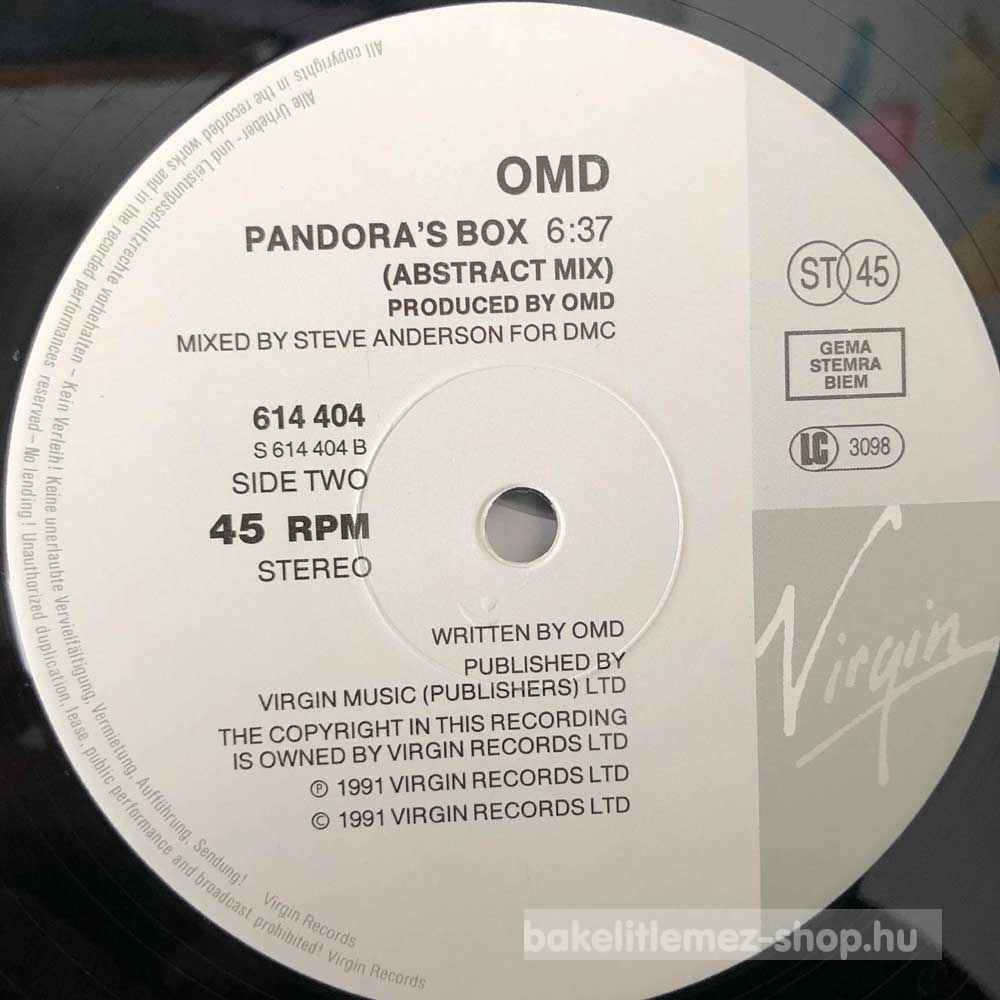 OMD
PANDORA'S BOX 6:37
(ABSTRACT MIX)
PRODUCED BY OMD
MIXED BY STEVE ANDERSON FOR DMC
614 404
S 614 404 B
SIDE TWO
45 RPM
STEREO
ST 45
GEMA
STEMRA
BIEM
LC 3098
Virgin
WRITTEN BY OMD
PUBLISHED BY
VIRGIN MUSIC (PUBLISHERS) LTD
THE COPYRIGHT IN THIS RECORDING
IS OWNED BY VIRGIN RECORDS LTD
℗ 1991 VIRGIN RECORDS LTD
© 1991 VIRGIN RECORDS LTD
Alle Urheber- und Leistungsschutzrechte vorbehalten – Kein Verleih! Keine unerlaubte Vervielfältigung, Vermietung, Aufführung, Sendung! Virgin Records
All copyrights in the recorded works and in the recorded performances reserved – No lending! Unauthorized duplication, lease, public performance and broadcast prohibited! Virgin Records
bakelitlemez-shop.hu